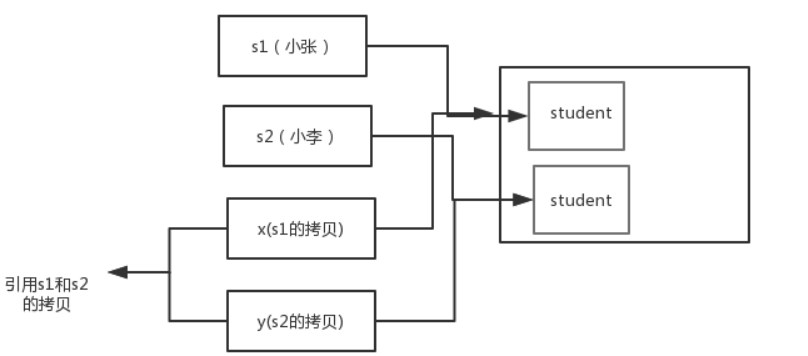 s1（小张）
student
s2（小李）
student
x(s1的拷贝)
引用s1和s2
的拷贝
y(s2的拷贝)